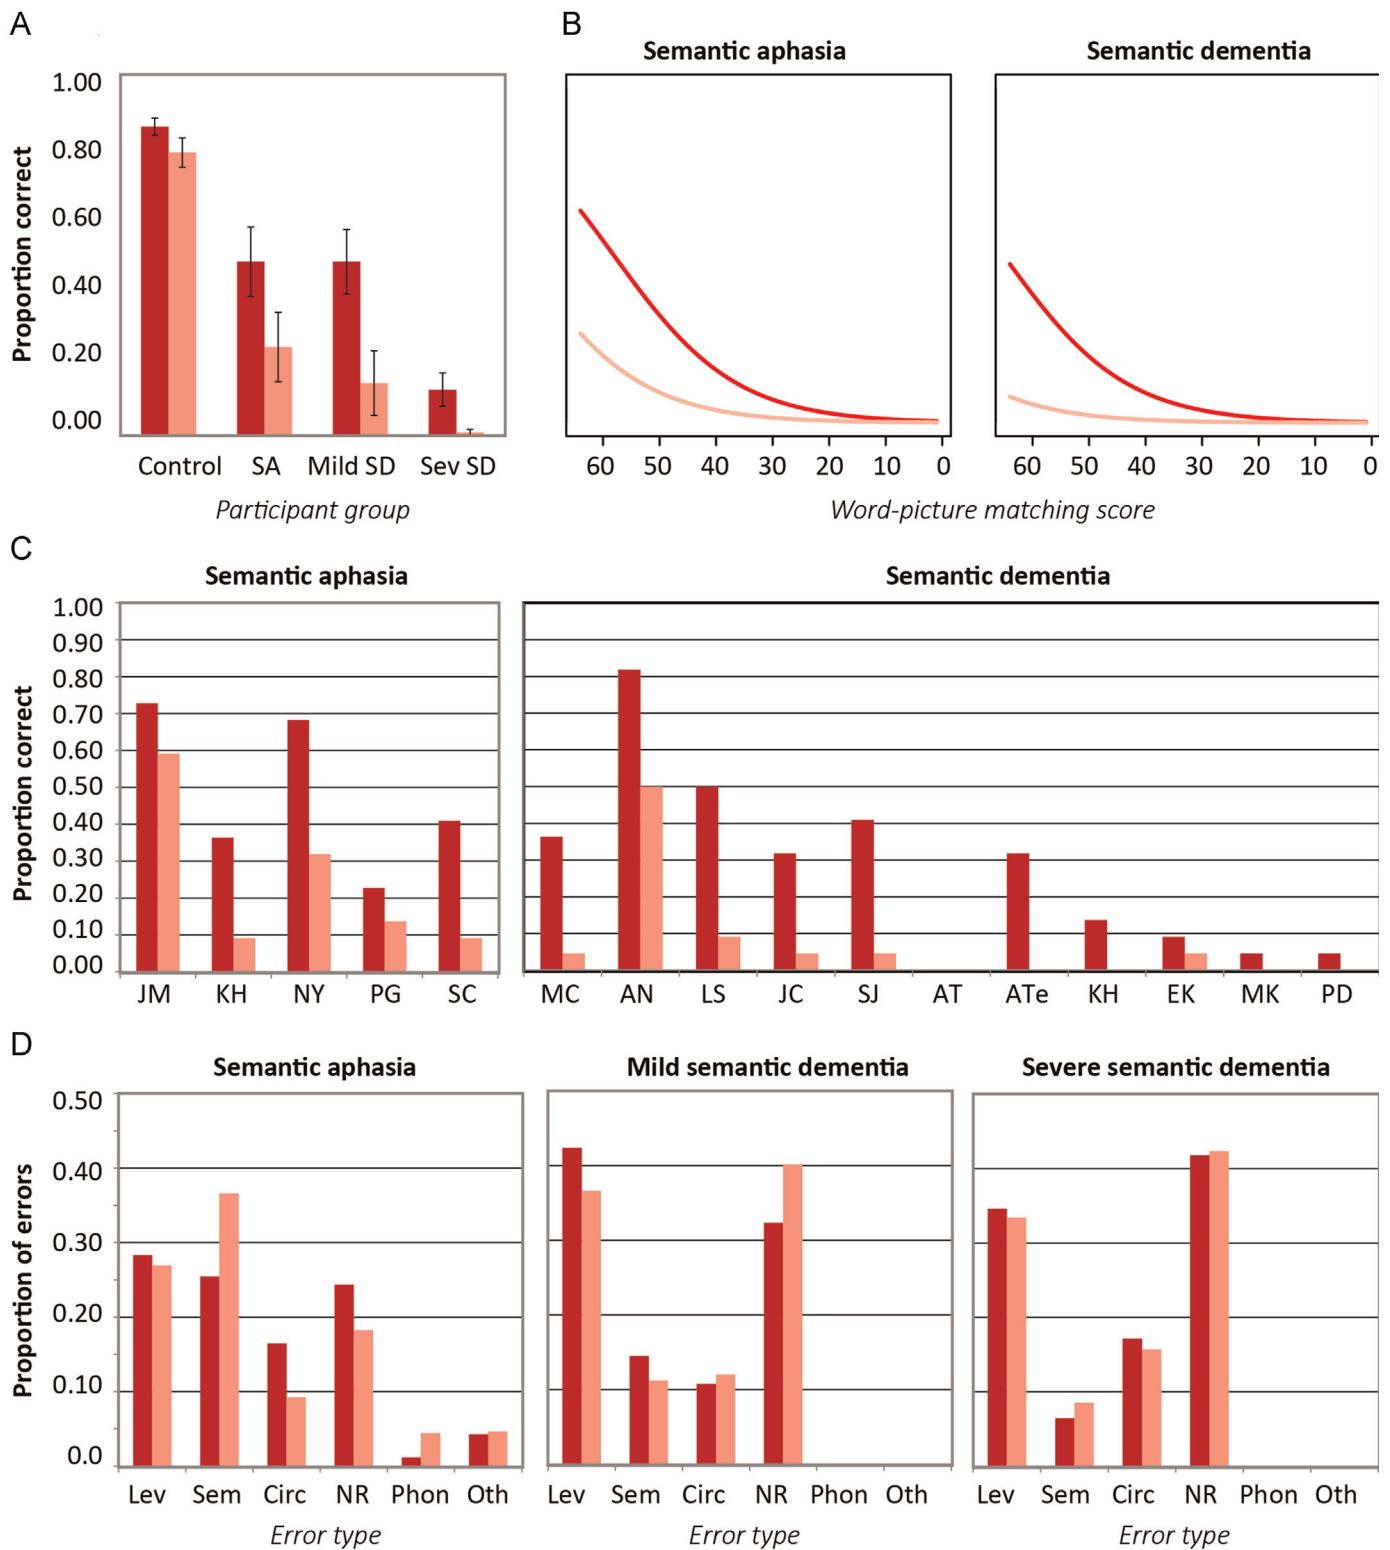 A
B
Semantic aphasia
Semantic dementia
Proportion correct
1.00
0.80
0.60
0.40
0.20
0.00
Control SA Mild SD Sev SD
Participant group
60 50 40 30 20 10 0
60 50 40 30 20 10 0
Word-picture matching score
C
Semantic aphasia
Semantic dementia
Proportion correct
1.00
0.90
0.80
0.70
0.60
0.50
0.40
0.30
0.20
0.10
0.00
JM KH NY PG SC
MC AN LS JC SJ AT ATe KH EK MK PD
D
Semantic aphasia
Mild semantic dementia
Severe semantic dementia
Proportion of errors
0.50
0.40
0.30
0.20
0.10
0.0
Lev Sem Circ NR Phon Oth
Lev Sem Circ NR Phon Oth
Lev Sem Circ NR Phon Oth
Error type
Error type
Error type